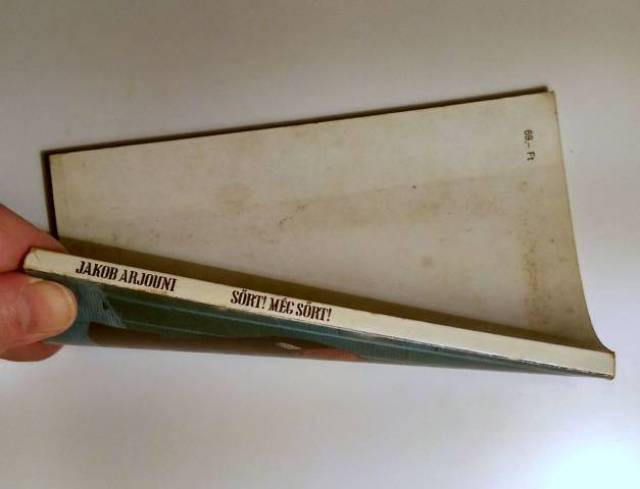 JAKOB ARJOUNI
SÖRT! MÉG SÖRT!
69,- Ft